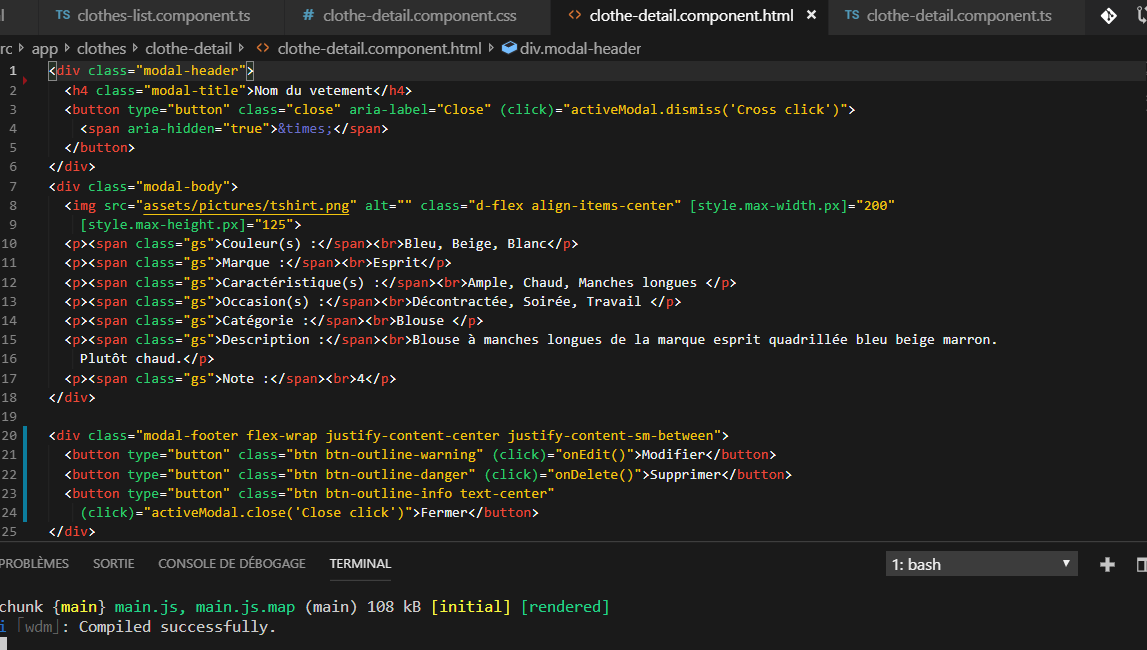 TS clothes-list.component.ts # clothe-detail.component.css <> clothe-detail.component.html × TS clothe-detail.component.ts
rc app clothes clothe-detail <> clothe-detail.component.html div.modal-header
1 <div class="modal-header">
2 <h4 class="modal-title">Nom du vetement</h4>
3 <button type="button" class="close" aria-label="Close" (click)="activeModal.dismiss('Cross click')">
4 <span aria-hidden="true">&times;</span>
5 </button>
6 </div>
7 <div class="modal-body">
8 <img src="assets/pictures/tshirt.png" alt="" class="d-flex align-items-center" [style.max-width.px]="200"
9 [style.max-height.px]="125">
10 <p><span class="gs">Couleur(s) :</span><br>Bleu, Beige, Blanc</p>
11 <p><span class="gs">Marque :</span><br>Esprit</p>
12 <p><span class="gs">Caractéristique(s) :</span><br>Ample, Chaud, Manches longues </p>
13 <p><span class="gs">Occasion(s) :</span><br>Décontractée, Soirée, Travail </p>
14 <p><span class="gs">Catégorie :</span><br>Blouse </p>
15 <p><span class="gs">Description :</span><br>Blouse à manches longues de la marque esprit quadrillée bleu beige marron.
16 Plutôt chaud.</p>
17 <p><span class="gs">Note :</span><br>4</p>
18 </div>
19
20 <div class="modal-footer flex-wrap justify-content-center justify-content-sm-between">
21 <button type="button" class="btn btn-outline-warning" (click)="onEdit()">Modifier</button>
22 <button type="button" class="btn btn-outline-danger" (click)="onDelete()">Supprimer</button>
23 <button type="button" class="btn btn-outline-info text-center"
24 (click)="activeModal.close('Close click')">Fermer</button>
25 </div>
PROBLÈMES SORTIE CONSOLE DE DÉBOGAGE TERMINAL 1: bash
chunk {main} main.js, main.js.map (main) 108 kB [initial] [rendered]
i ｢wdm｣: Compiled successfully.